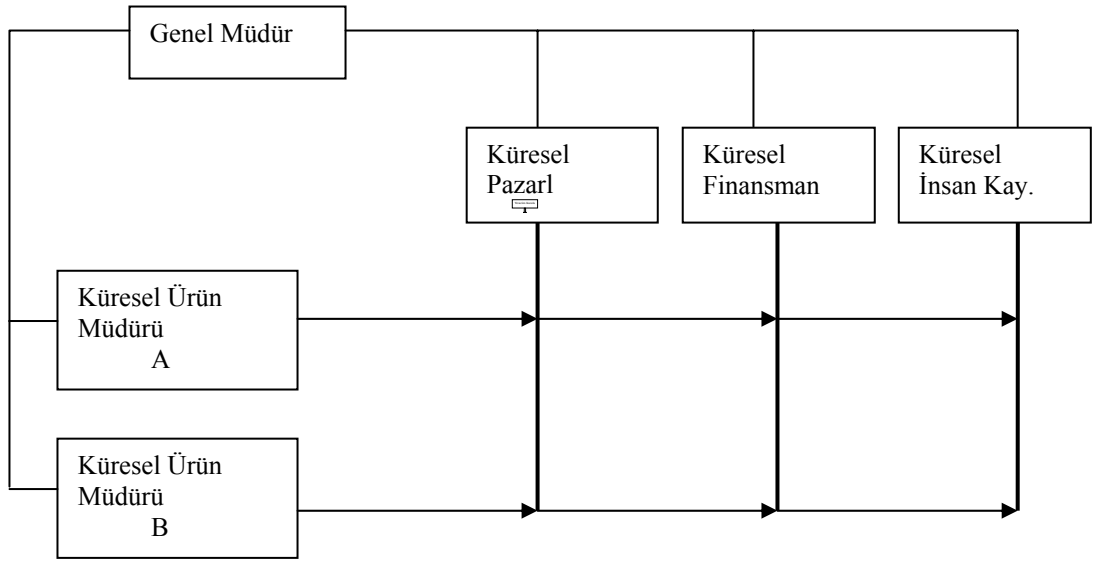 Genel Müdür
Küresel
Pazarl
Küresel
Finansman
Küresel
İnsan Kay.
Küresel Ürün
Müdürü
A
Küresel Ürün
Müdürü
B